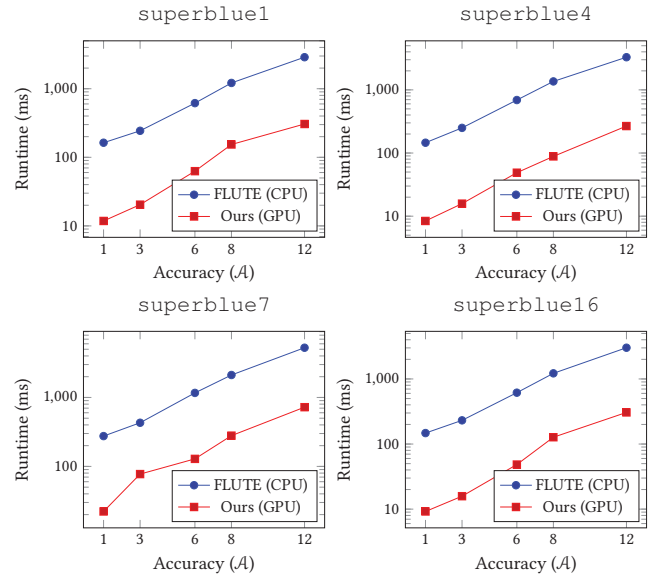 superblue1
1,000
100
10
Runtime (ms)
FLUTE (CPU)
Ours (GPU)
1 3 6 8 12
Accuracy (𝒜)
superblue4
1,000
100
10
Runtime (ms)
FLUTE (CPU)
Ours (GPU)
1 3 6 8 12
Accuracy (𝒜)
superblue7
1,000
100
Runtime (ms)
FLUTE (CPU)
Ours (GPU)
1 3 6 8 12
Accuracy (𝒜)
superblue16
1,000
100
10
Runtime (ms)
FLUTE (CPU)
Ours (GPU)
1 3 6 8 12
Accuracy (𝒜)